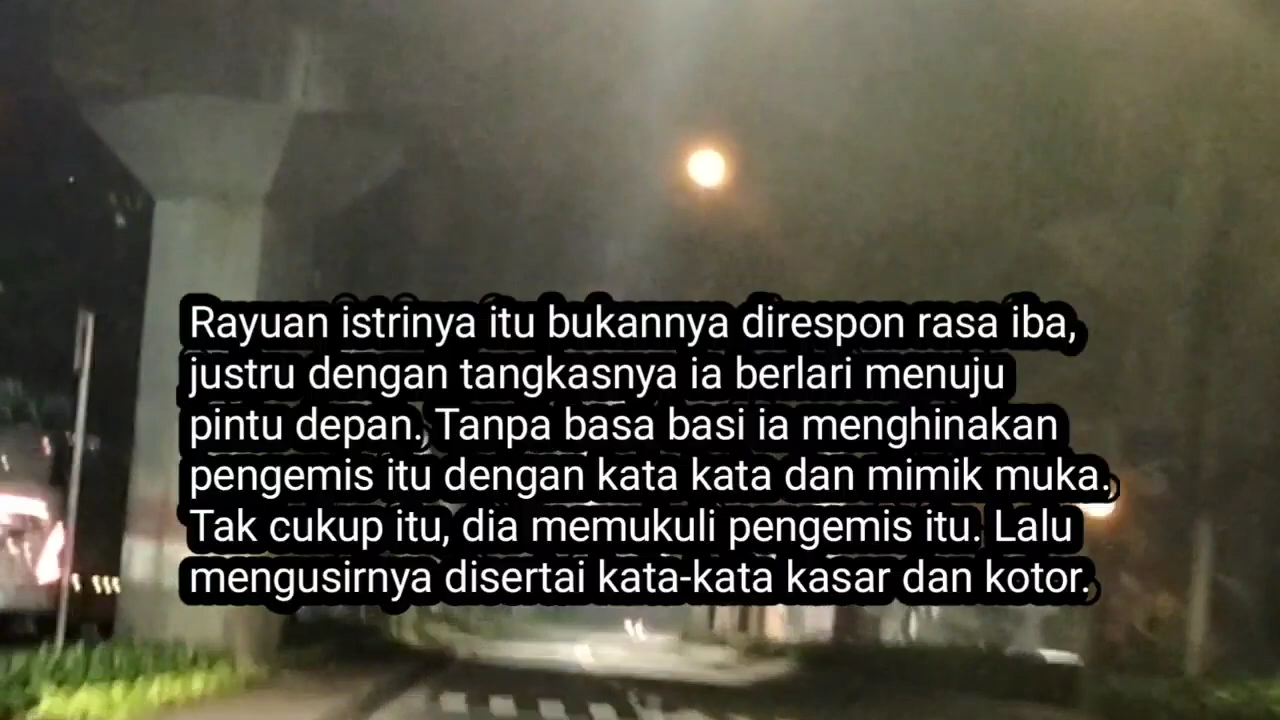 Rayuan istrinya itu bukannya direspon rasa iba,
justru dengan tangkasnya ia berlari menuju
pintu depan. Tanpa basa basi ia menghinakan
pengemis itu dengan kata kata dan mimik muka.
Tak cukup itu, dia memukuli pengemis itu. Lalu
mengusirnya disertai kata-kata kasar dan kotor.